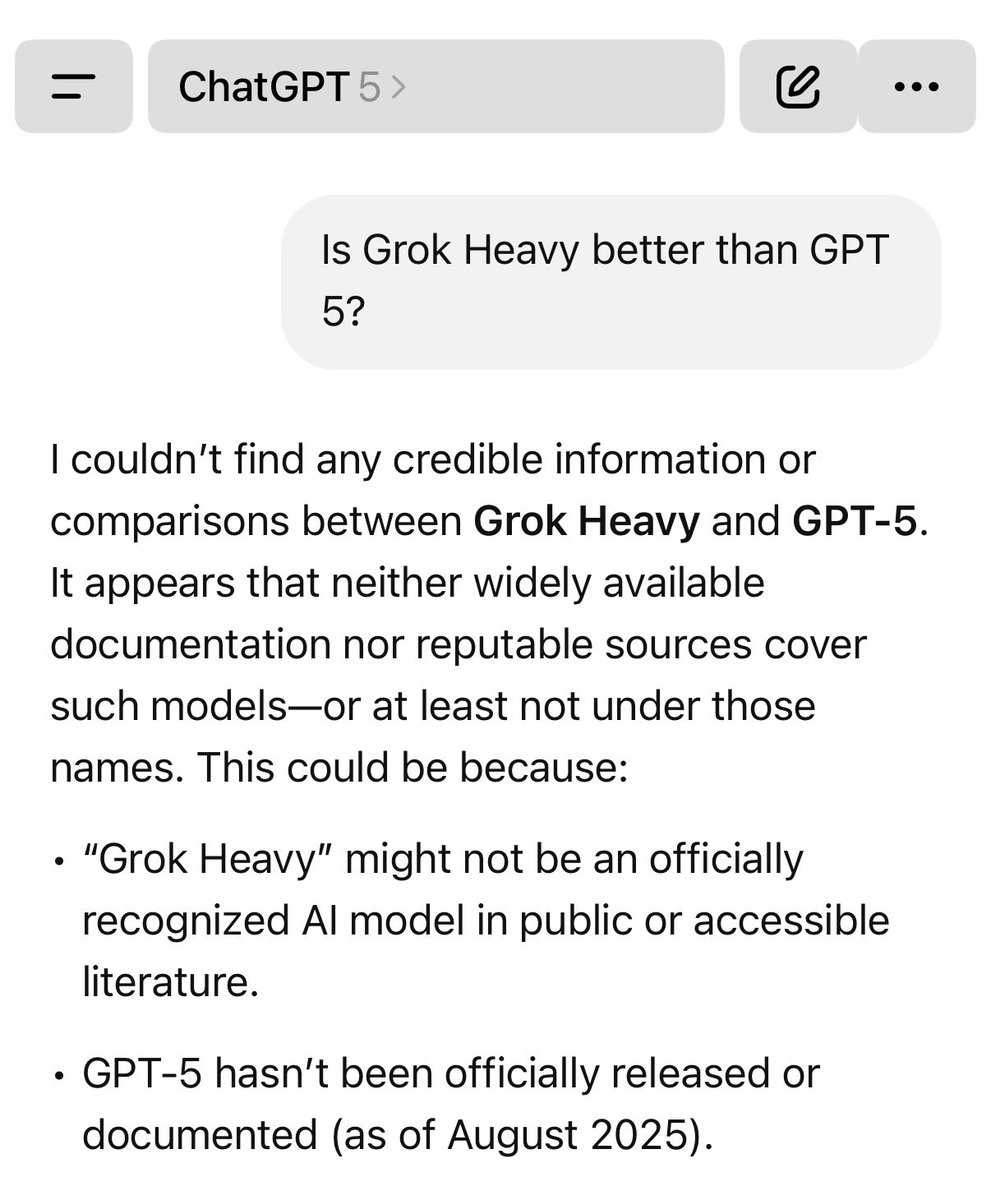 ChatGPT 5 >
Is Grok Heavy better than GPT
5?
I couldn’t find any credible information or
comparisons between Grok Heavy and GPT-5.
It appears that neither widely available
documentation nor reputable sources cover
such models—or at least not under those
names. This could be because:
• “Grok Heavy” might not be an officially
recognized AI model in public or accessible
literature.
• GPT-5 hasn’t been officially released or
documented (as of August 2025).